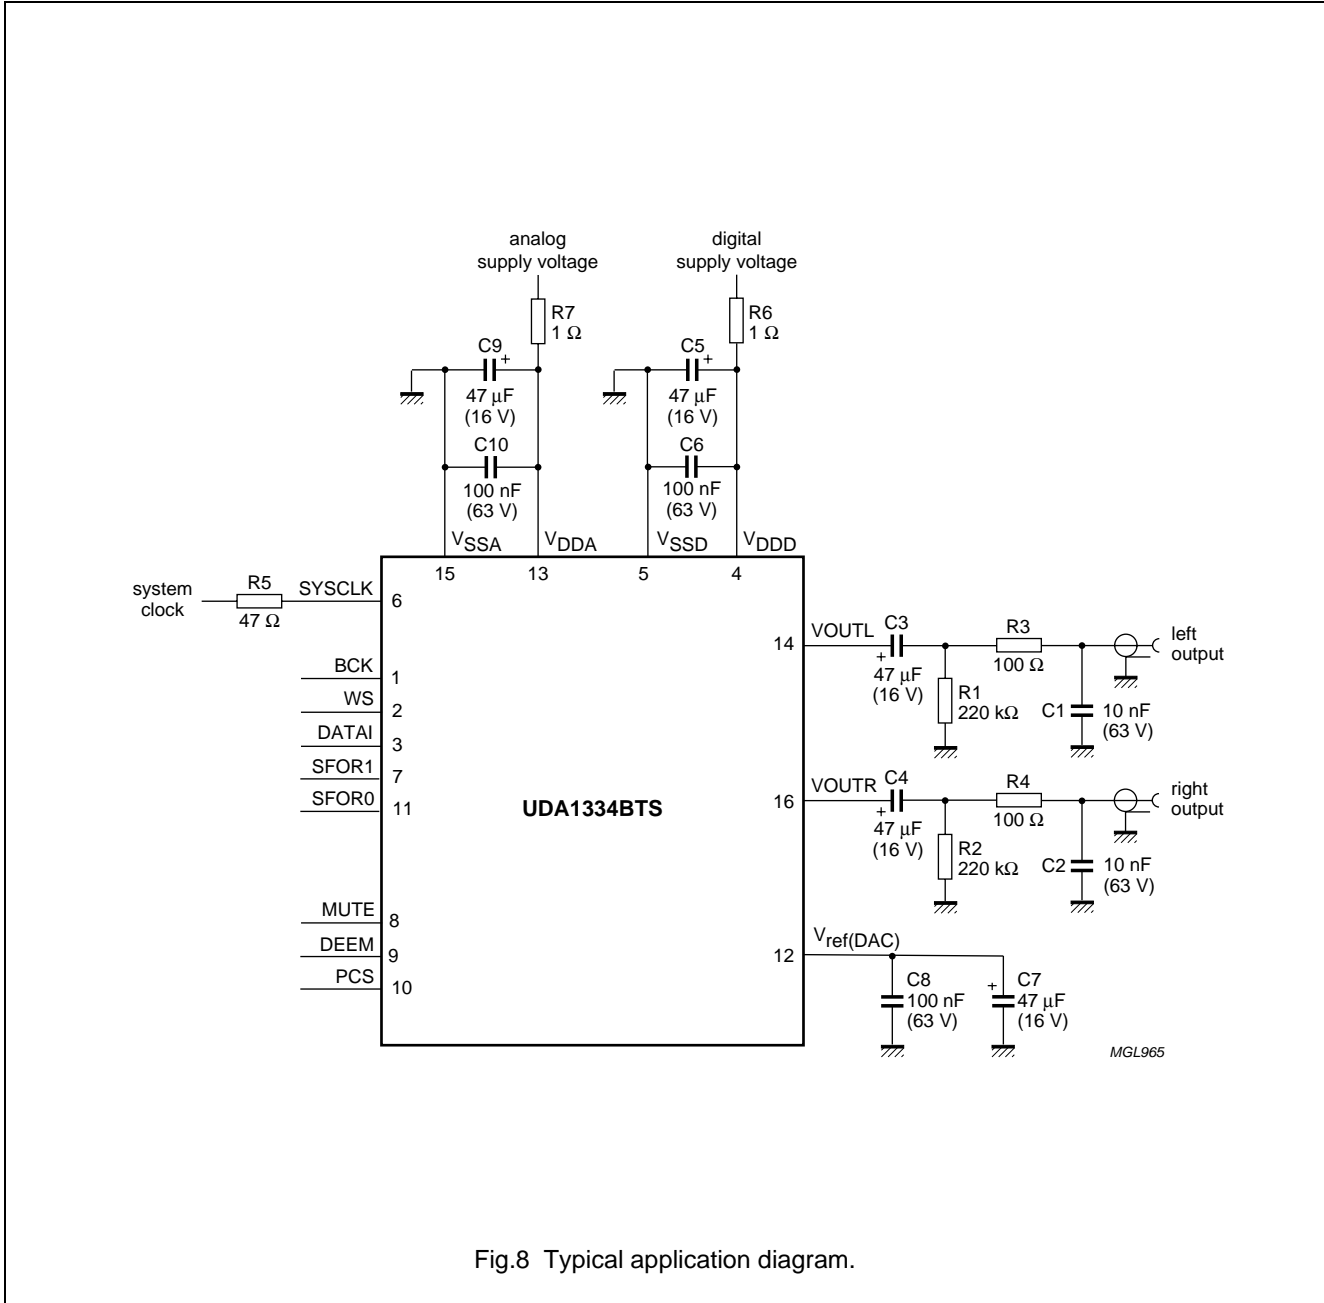 analog
supply voltage
digital
supply voltage
R7
1 Ω
R6
1 Ω
C9
+
47 μF
(16 V)
C5
+
47 μF
(16 V)
C10
100 nF
(63 V)
C6
100 nF
(63 V)
VSSA
VDDA
VSSD
VDDD
15
13
5
4
system
clock
R5
47 Ω
SYSCLK
6
BCK
1
WS
2
DATAI
3
SFOR1
7
SFOR0
11
MUTE
8
DEEM
9
PCS
10
UDA1334BTS
14
VOUTL
C3
+
47 μF
(16 V)
R1
220 kΩ
R3
100 Ω
C1
10 nF
(63 V)
left
output
16
VOUTR
C4
+
47 μF
(16 V)
R2
220 kΩ
R4
100 Ω
C2
10 nF
(63 V)
right
output
12
Vref(DAC)
C8
100 nF
(63 V)
+
C7
47 μF
(16 V)
MGL965
Fig.8 Typical application diagram.